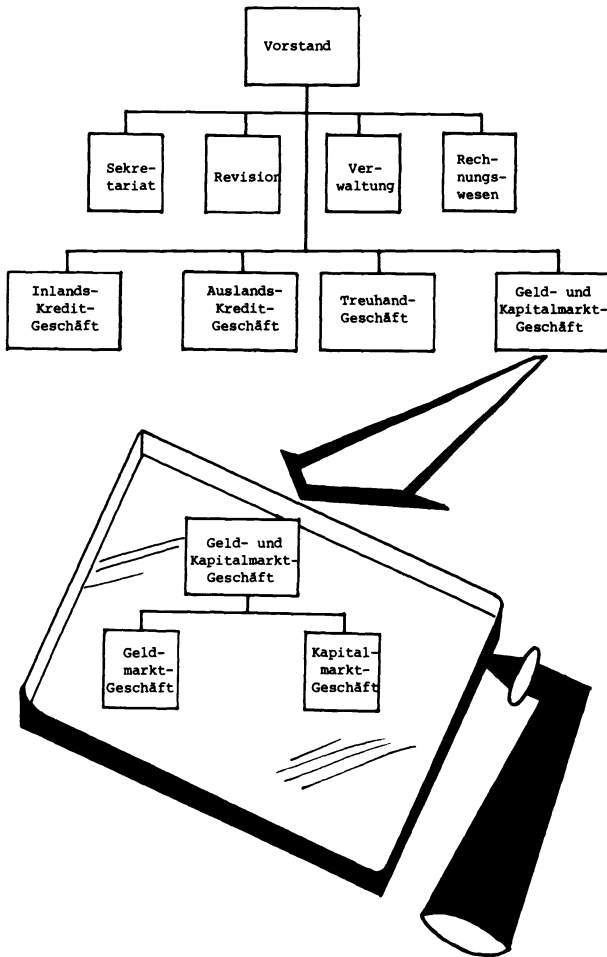 Vorstand
Sekre-
tariat
Revision
Ver-
waltung
Rech-
nungs-
wesen
Inlands-
Kredit-
Geschäft
Auslands-
Kredit-
Geschäft
Treuhand-
Geschäft
Geld- und
Kapitalmarkt-
Geschäft
Geld- und
Kapitalmarkt-
Geschäft
Geld-
markt-
Geschäft
Kapital-
markt-
Geschäft